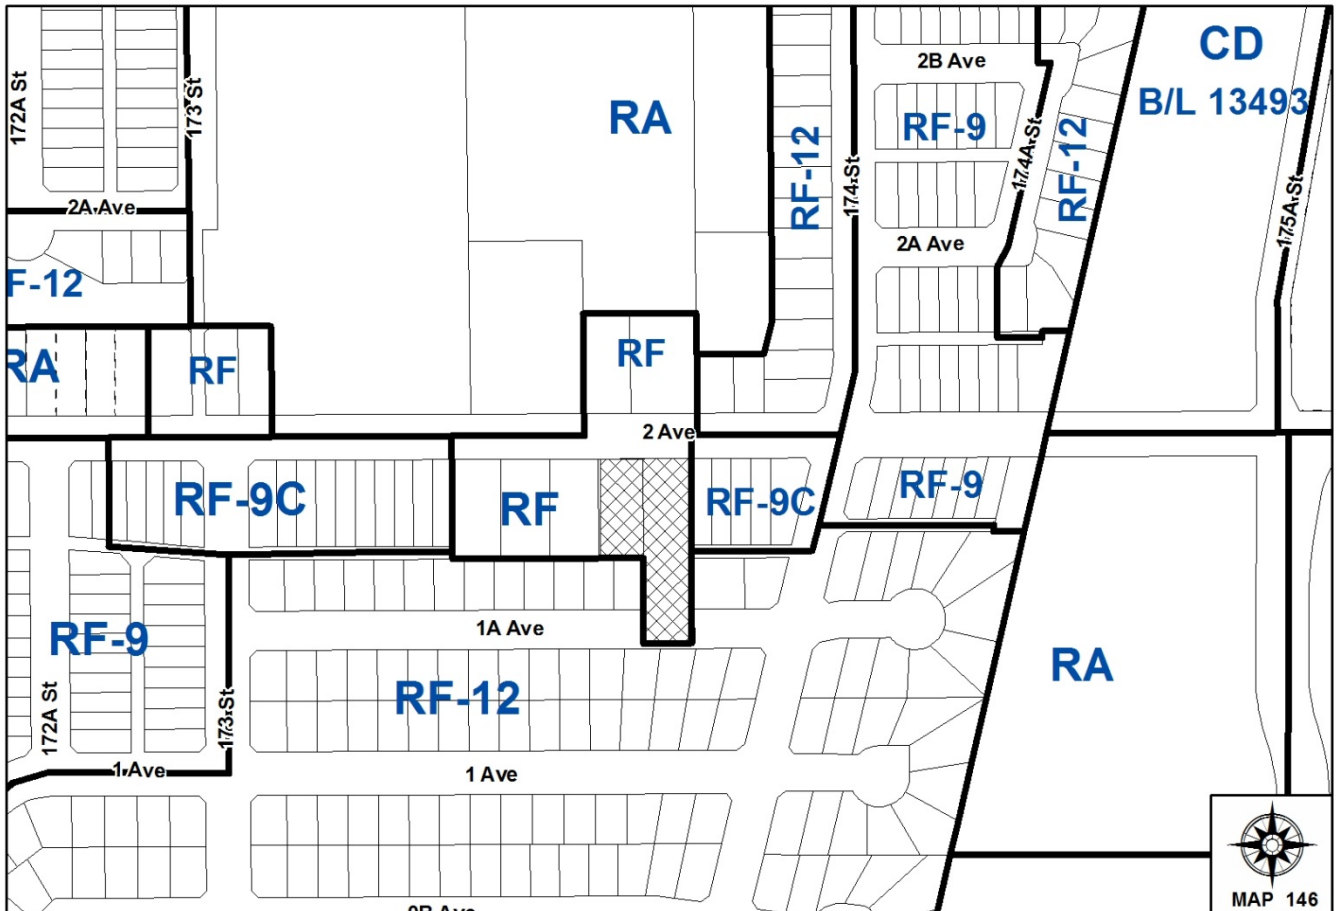 CD
B/L 13493
2B Ave
172A St
173 St
RA
RF-9
RF-12
174 St
174A St
RF-12
175A St
2A Ave
2A Ave
F-12
RA
RF
RF
2 Ave
RF-9C
RF
RF-9C
RF-9
1A Ave
RF-9
RF-12
RA
172A St
173 St
1 Ave
1 Ave
MAP 146